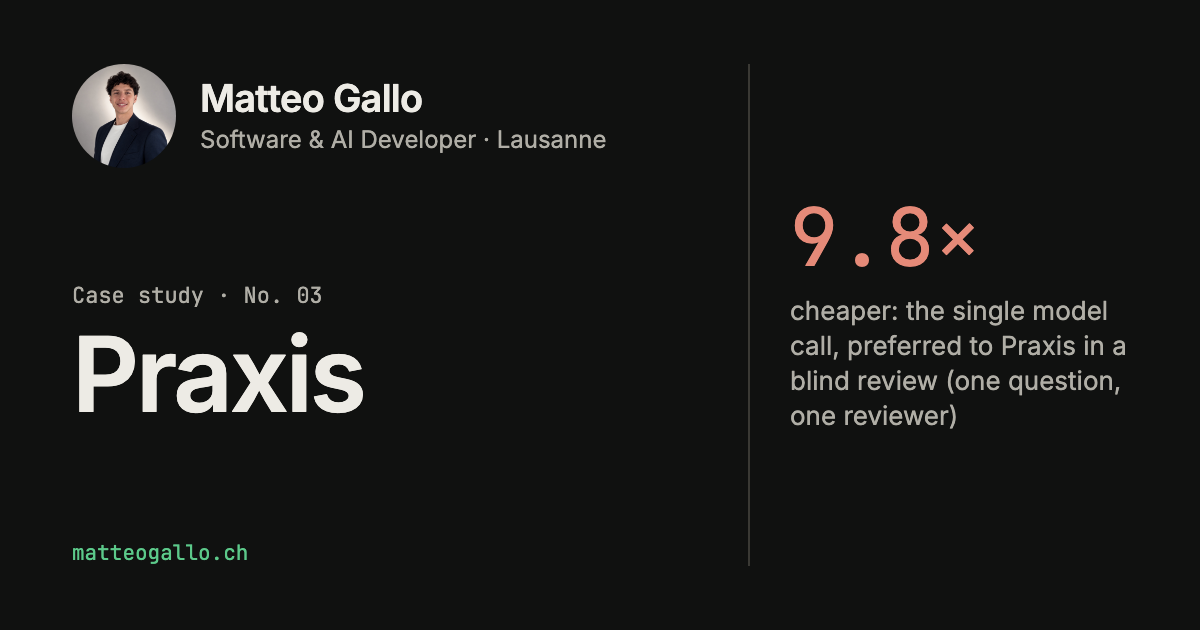 Matteo Gallo
Software & AI Developer · Lausanne
Case study · No. 03
Praxis
matteogallo.ch
9.8×
cheaper: the single model
call, preferred to Praxis in a
blind review (one question,
one reviewer)